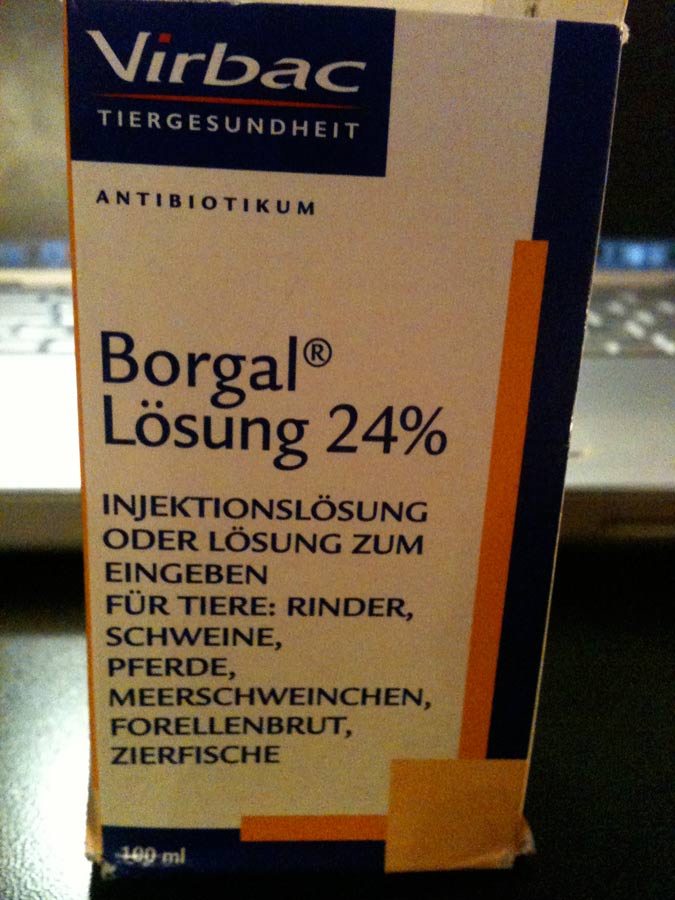 Virbac
TIERGESUNDHEIT
ANTIBIOTIKUM
Borgal®
Lösung 24%
INJEKTIONSLÖSUNG
ODER LÖSUNG ZUM
EINGEBEN
FÜR TIERE: RINDER,
SCHWEINE,
PFERDE,
MEERSCHWEINCHEN,
FORELLENBRUT,
ZIERFISCHE
100 ml